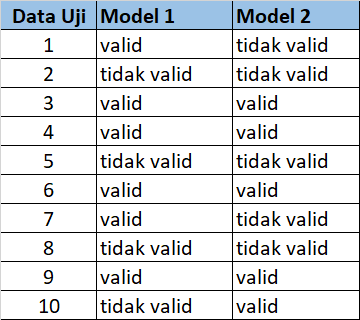 Data Uji Model 1 Model 2
1 valid tidak valid
2 tidak valid tidak valid
3 valid valid
4 valid valid
5 tidak valid tidak valid
6 valid valid
7 valid tidak valid
8 tidak valid tidak valid
9 valid valid
10 tidak valid valid